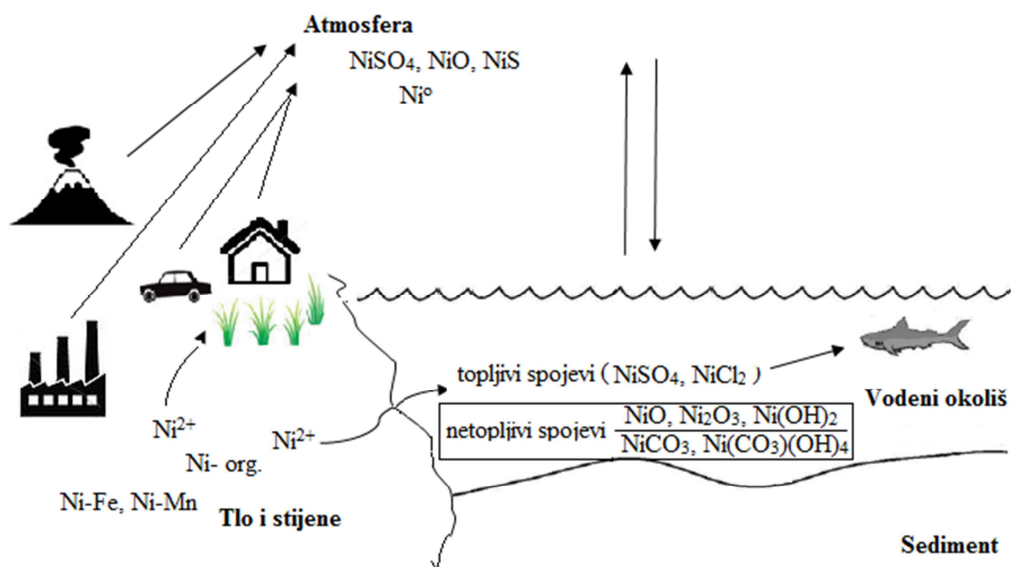 Atmosfera
NiSO₄, NiO, NiS
Ni°
topljivi spojevi ( NiSO₄, NiCl₂ )
Vodeni okoliš
netopljivi spojevi
NiO, Ni₂O₃, Ni(OH)₂
NiCO₃, Ni(CO₃)(OH)₄
Ni²⁺
Ni²⁺
Ni- org.
Ni-Fe, Ni-Mn
Tlo i stijene
Sediment